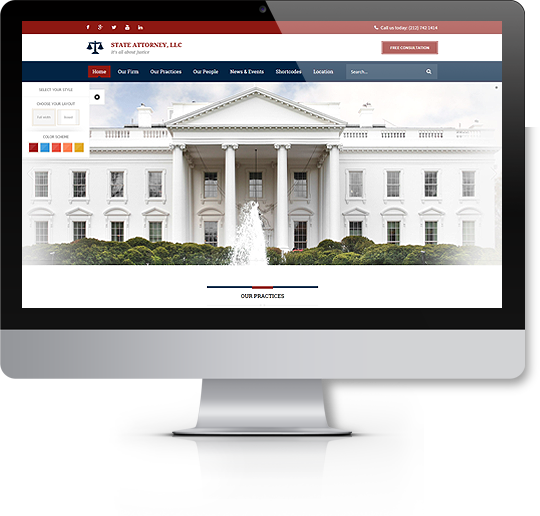 Call us today: (212) 742 1414
STATE ATTORNEY, LLC
It's all about justice
FREE CONSULTATION
Home Our Firm Our Practices Our People News & Events Shortcodes Location Search...
SELECT YOUR STYLE
CHOOSE YOUR LAYOUT
Full Width Boxed
COLOR SCHEME
OUR PRACTICES